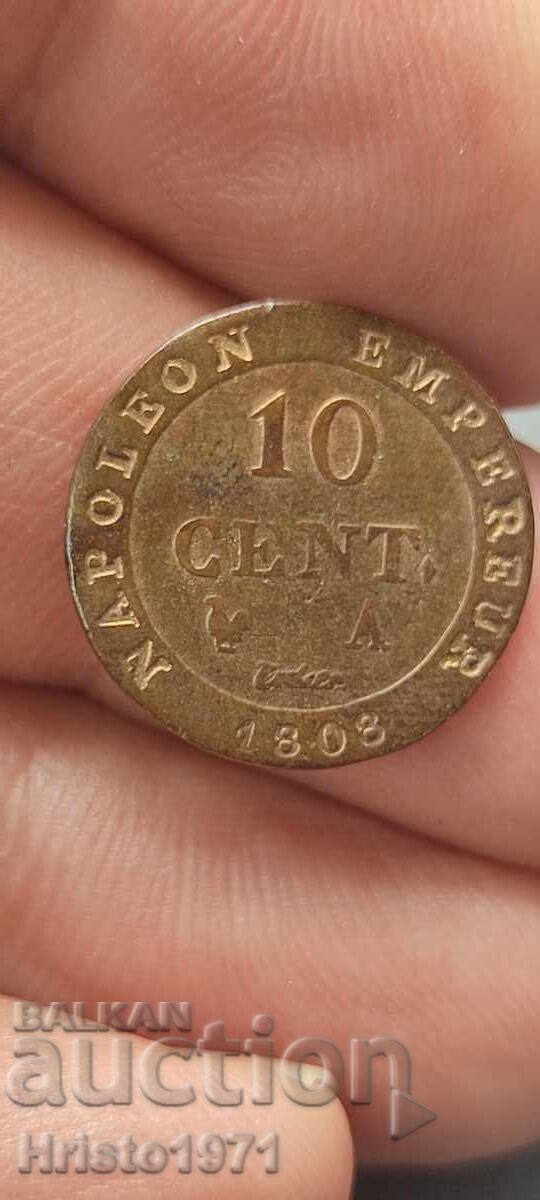 NAPOLEON EMPEREUR
10
CENT.
A
1808
BALKAN
auction
Hristo1971